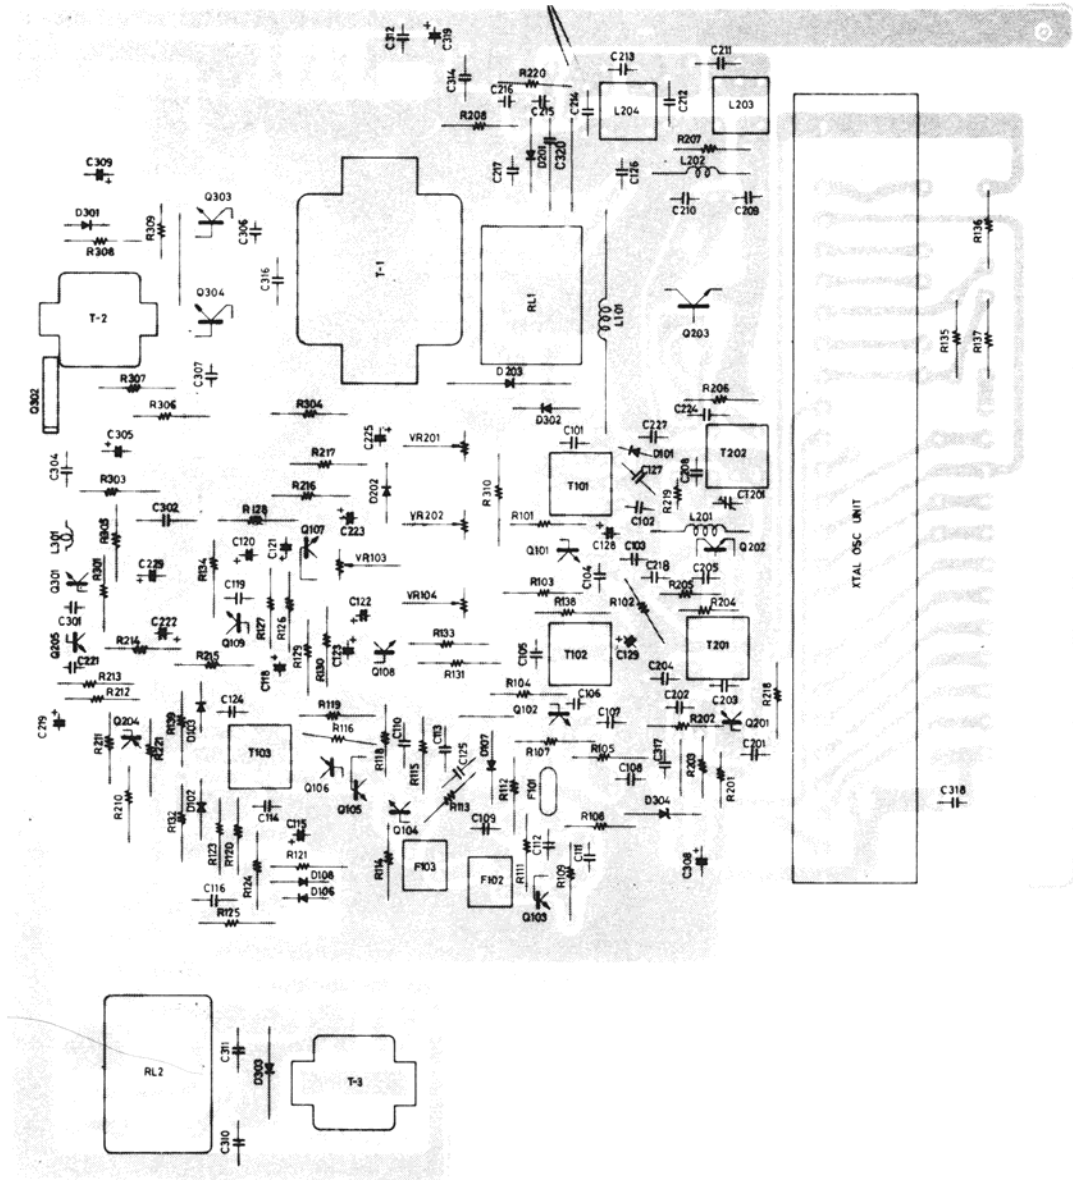 C312
C319
C213
C211
C314
R220
C216
C215
C214
L204
C212
L203
R208
D201
C320
R207
L202
C217
C126
C309
Q303
D301
R309
C306
R308
C210
C209
R136
T-1
C316
RL1
L101
T-2
Q304
Q203
R135
R137
C307
D203
R307
Q302
R306
R304
D302
R206
C224
C305
C225
VR201
C101
C227
D101
T202
C304
R217
C127
C208
R303
R216
D202
R310
T101
R219
CT201
C302
R128
C223
VR202
R101
C102
L201
L301
R305
Q107
C120
C121
C128
Q202
C103
XTAL OSC UNIT
R301
R134
VR103
Q101
C104
C218
C205
Q301
C229
C119
R103
R205
C301
R127
R126
C122
VR104
R138
R102
R204
C222
Q109
Q205
R214
R129
R130
C123
R133
C105
T102
C129
T201
C221
R215
C118
Q108
R131
C204
R213
R212
R104
C106
C203
R218
C124
R119
C202
C219
Q204
R139
D103
Q102
C107
R202
Q201
R211
R221
T103
R116
R118
C110
C113
R115
C125
D107
R107
R105
C317
R203
C201
Q106
C108
R201
R210
D102
Q105
R113
R112
F101
D304
C318
R132
C114
Q104
R123
R120
C115
C109
C112
R108
R121
R114
F103
F102
R111
C111
C308
R124
D108
R109
C116
D106
R125
Q103
C311
RL2
D303
T-3
C310